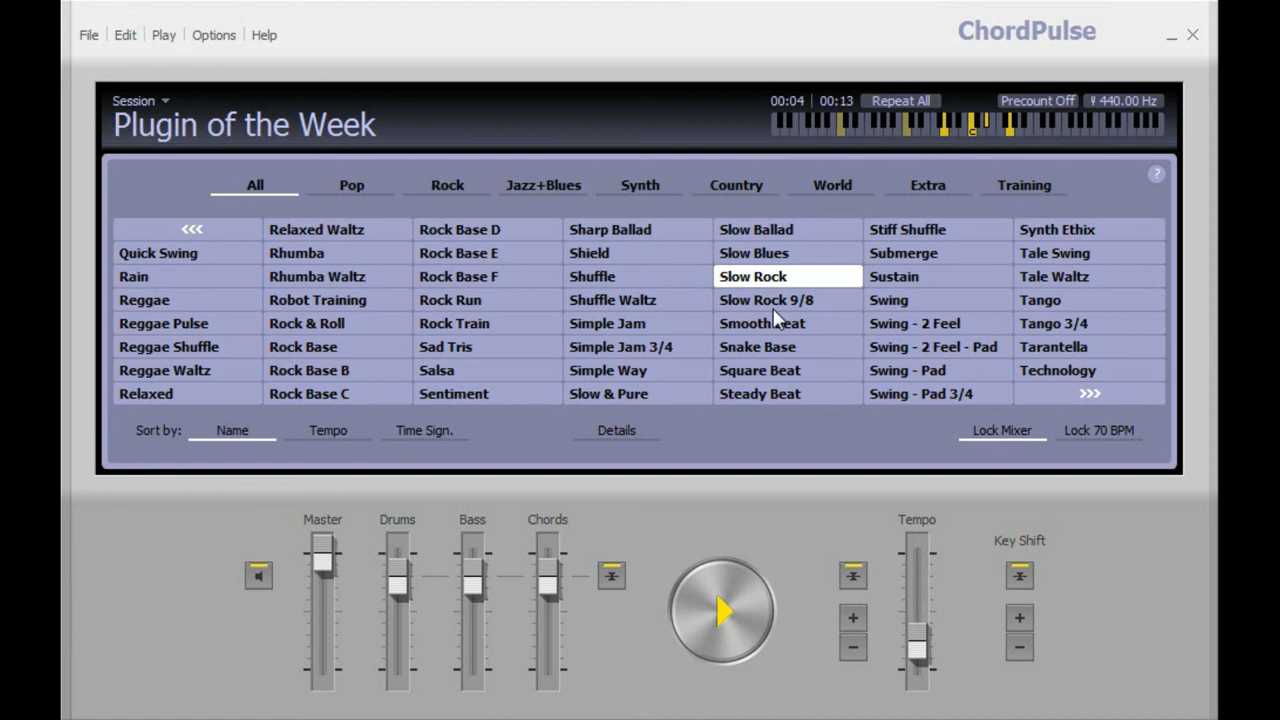 File Edit Play Options Help ChordPulse
Session 00:04 00:13 Repeat All Precount Off 440.00 Hz
Plugin of the Week
C
All Pop Rock Jazz+Blues Synth Country World Extra Training ?
<<< Relaxed Waltz Rock Base D Sharp Ballad Slow Ballad Stiff Shuffle Synth Ethix
Quick Swing Rhumba Rock Base E Shield Slow Blues Submerge Tale Swing
Rain Rhumba Waltz Rock Base F Shuffle Slow Rock Sustain Tale Waltz
Reggae Robot Training Rock Run Shuffle Waltz Slow Rock 9/8 Swing Tango
Reggae Pulse Rock & Roll Rock Train Simple Jam Smooth Beat Swing - 2 Feel Tango 3/4
Reggae Shuffle Rock Base Sad Tris Simple Jam 3/4 Snake Base Swing - 2 Feel - Pad Tarantella
Reggae Waltz Rock Base B Salsa Simple Way Square Beat Swing - Pad Technology
Relaxed Rock Base C Sentiment Slow & Pure Steady Beat Swing - Pad 3/4 >>>
Sort by: Name Tempo Time Sign. Details Lock Mixer Lock 70 BPM
Master Drums Bass Chords Tempo
Key Shift
+ +
- -